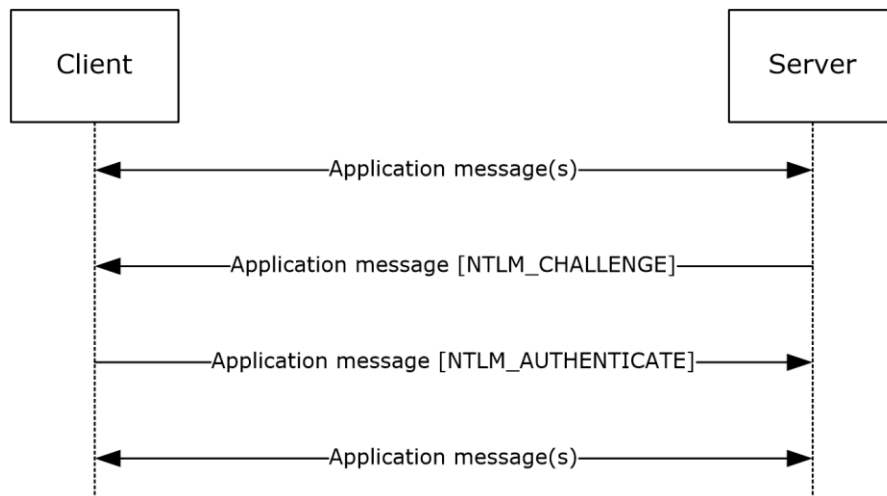 Client
Server
Application message(s)
Application message [NTLM_CHALLENGE]
Application message [NTLM_AUTHENTICATE]
Application message(s)